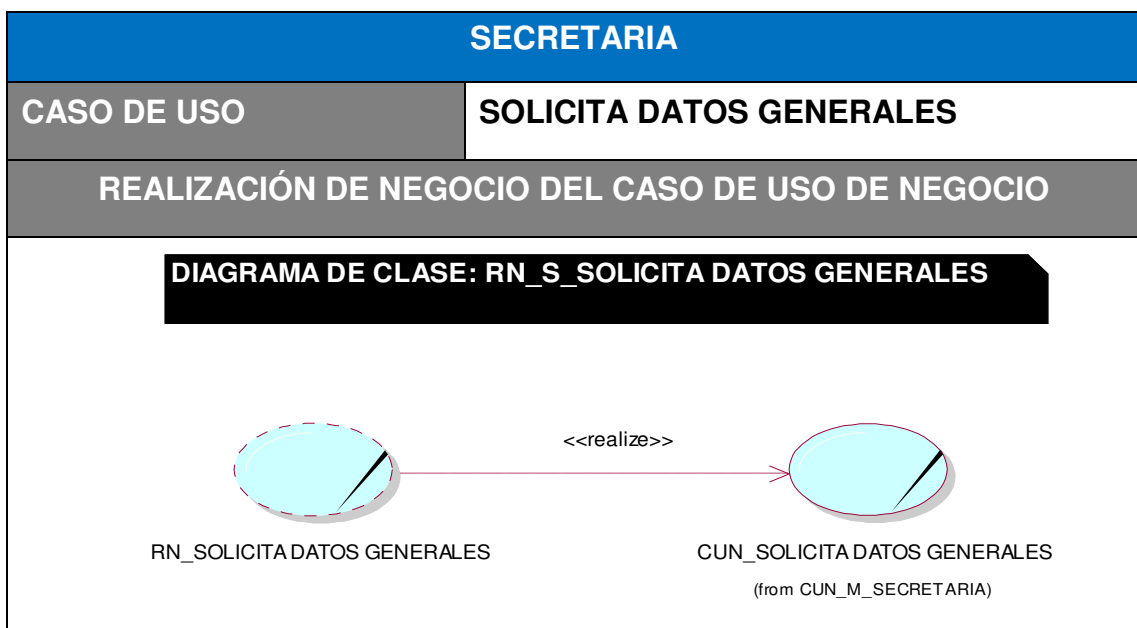 SECRETARIA
CASO DE USO
SOLICITA DATOS GENERALES
REALIZACIÓN DE NEGOCIO DEL CASO DE USO DE NEGOCIO
DIAGRAMA DE CLASE: RN_S_SOLICITA DATOS GENERALES
<<realize>>
RN_SOLICITA DATOS GENERALES
CUN_SOLICITA DATOS GENERALES
(from CUN_M_SECRETARIA)